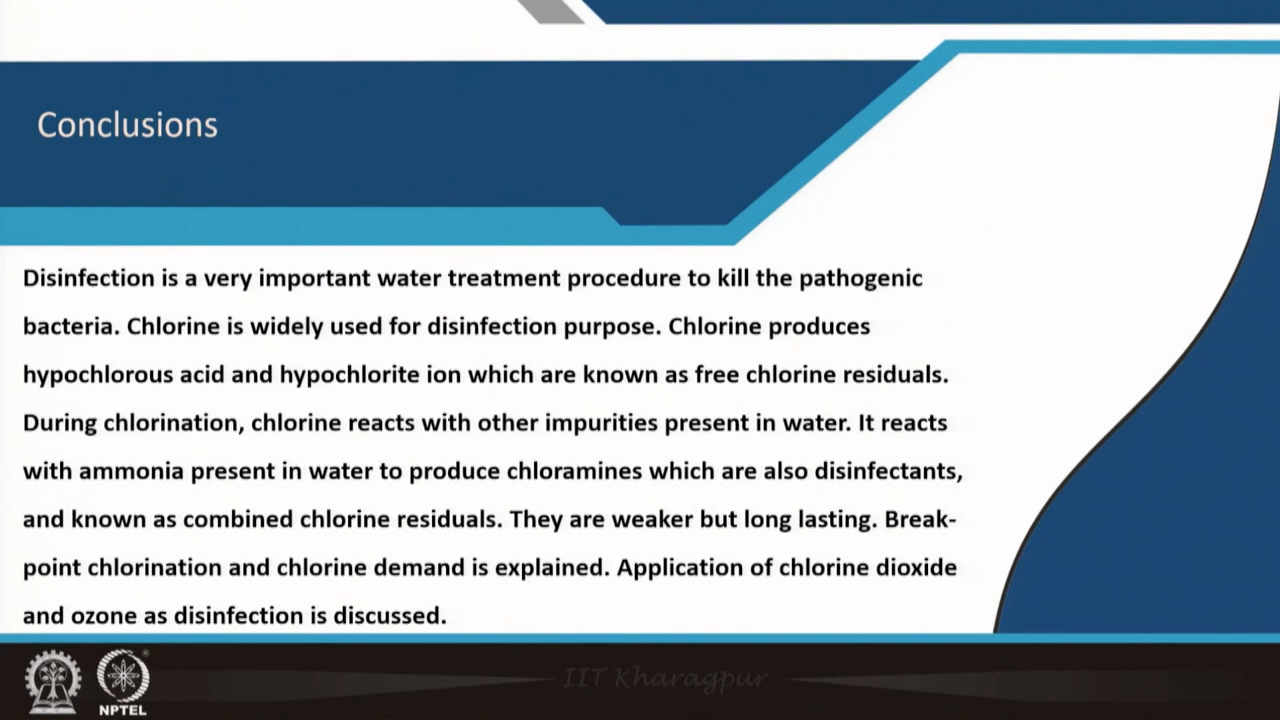 Conclusions
Disinfection is a very important water treatment procedure to kill the pathogenic
bacteria. Chlorine is widely used for disinfection purpose. Chlorine produces
hypochlorous acid and hypochlorite ion which are known as free chlorine residuals.
During chlorination, chlorine reacts with other impurities present in water. It reacts
with ammonia present in water to produce chloramines which are also disinfectants,
and known as combined chlorine residuals. They are weaker but long lasting. Break-
point chlorination and chlorine demand is explained. Application of chlorine dioxide
and ozone as disinfection is discussed.
IIT Kharagpur
®
NPTEL